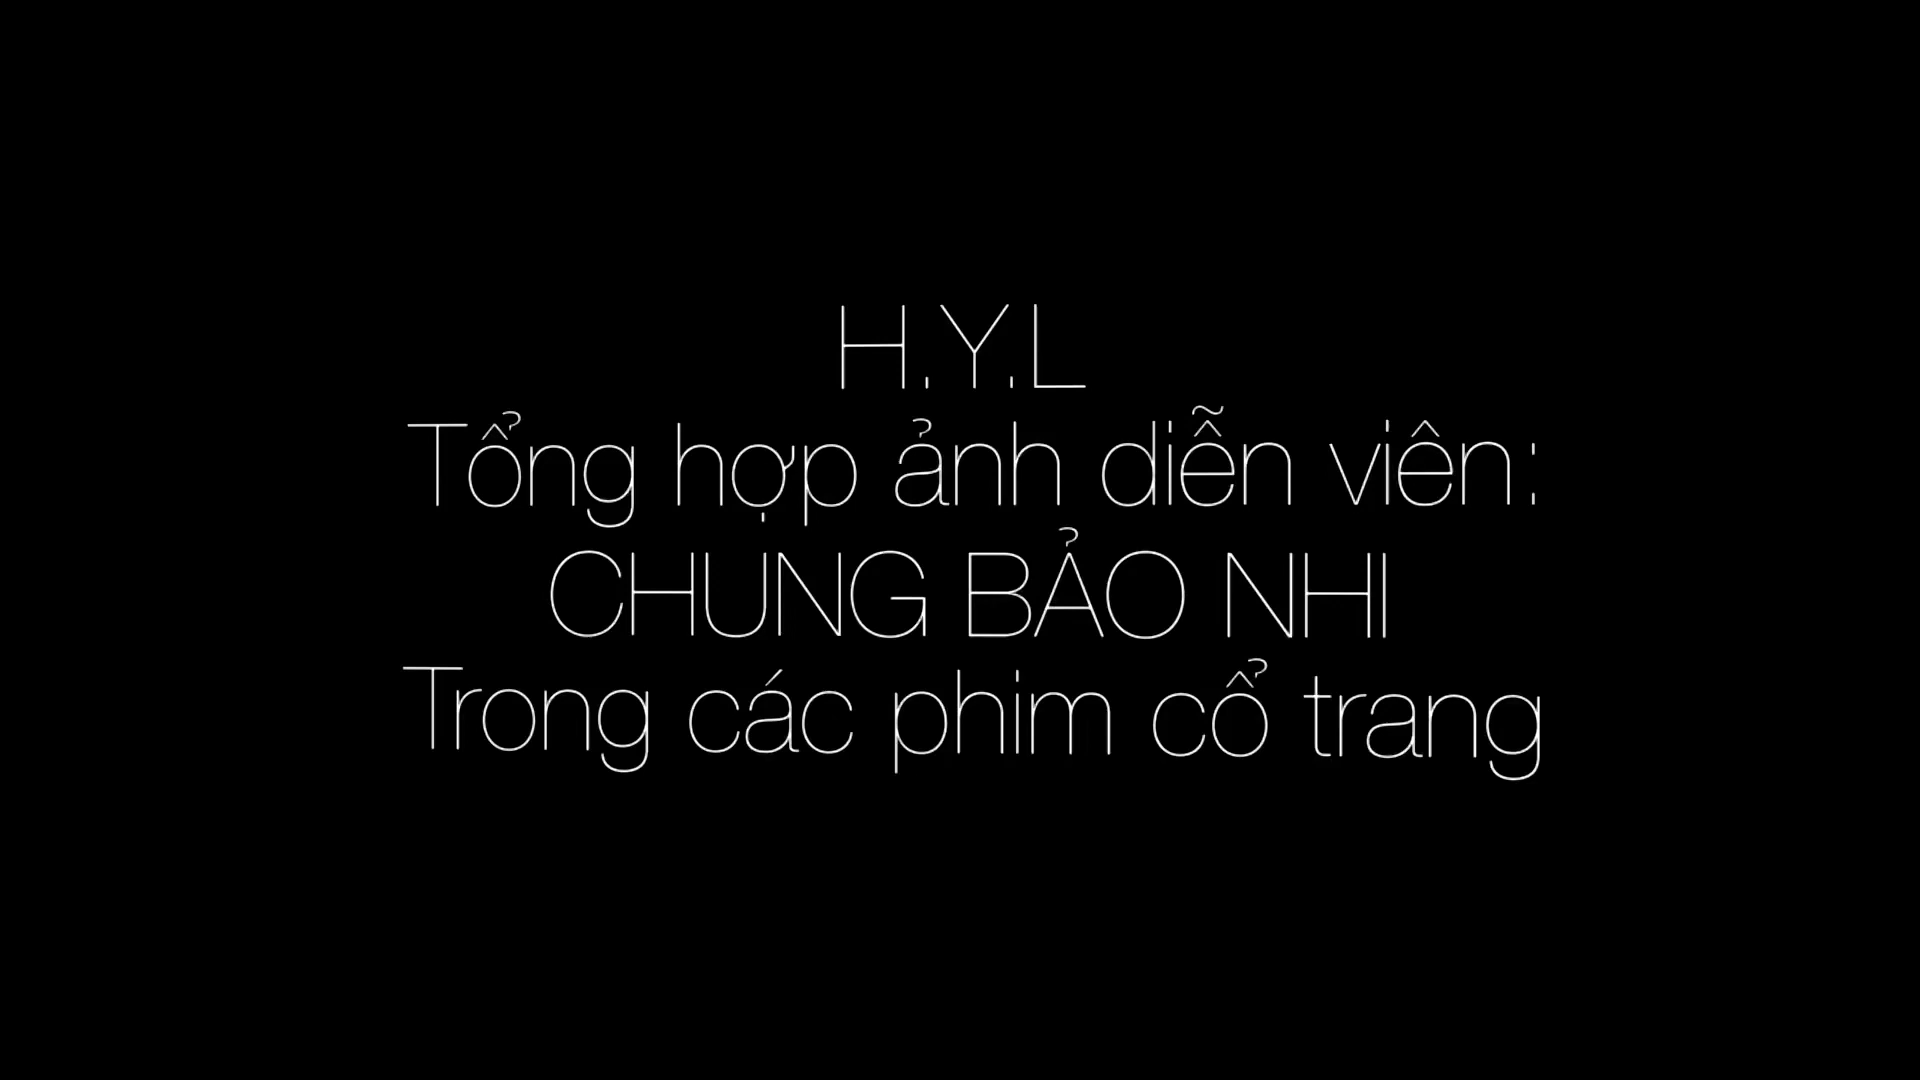 H.Y.L
Tổng hợp ảnh diễn viên:
CHUNG BẢO NHI
Trong các phim cổ trang